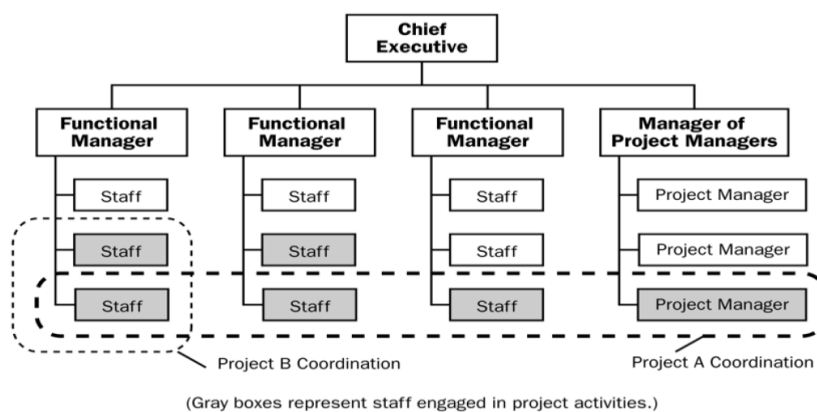 Chief
Executive
Functional
Manager
Functional
Manager
Functional
Manager
Manager of
Project Managers
Staff
Staff
Staff
Project Manager
Staff
Staff
Staff
Project Manager
Staff
Staff
Staff
Project Manager
Project B Coordination
Project A Coordination
(Gray boxes represent staff engaged in project activities.)